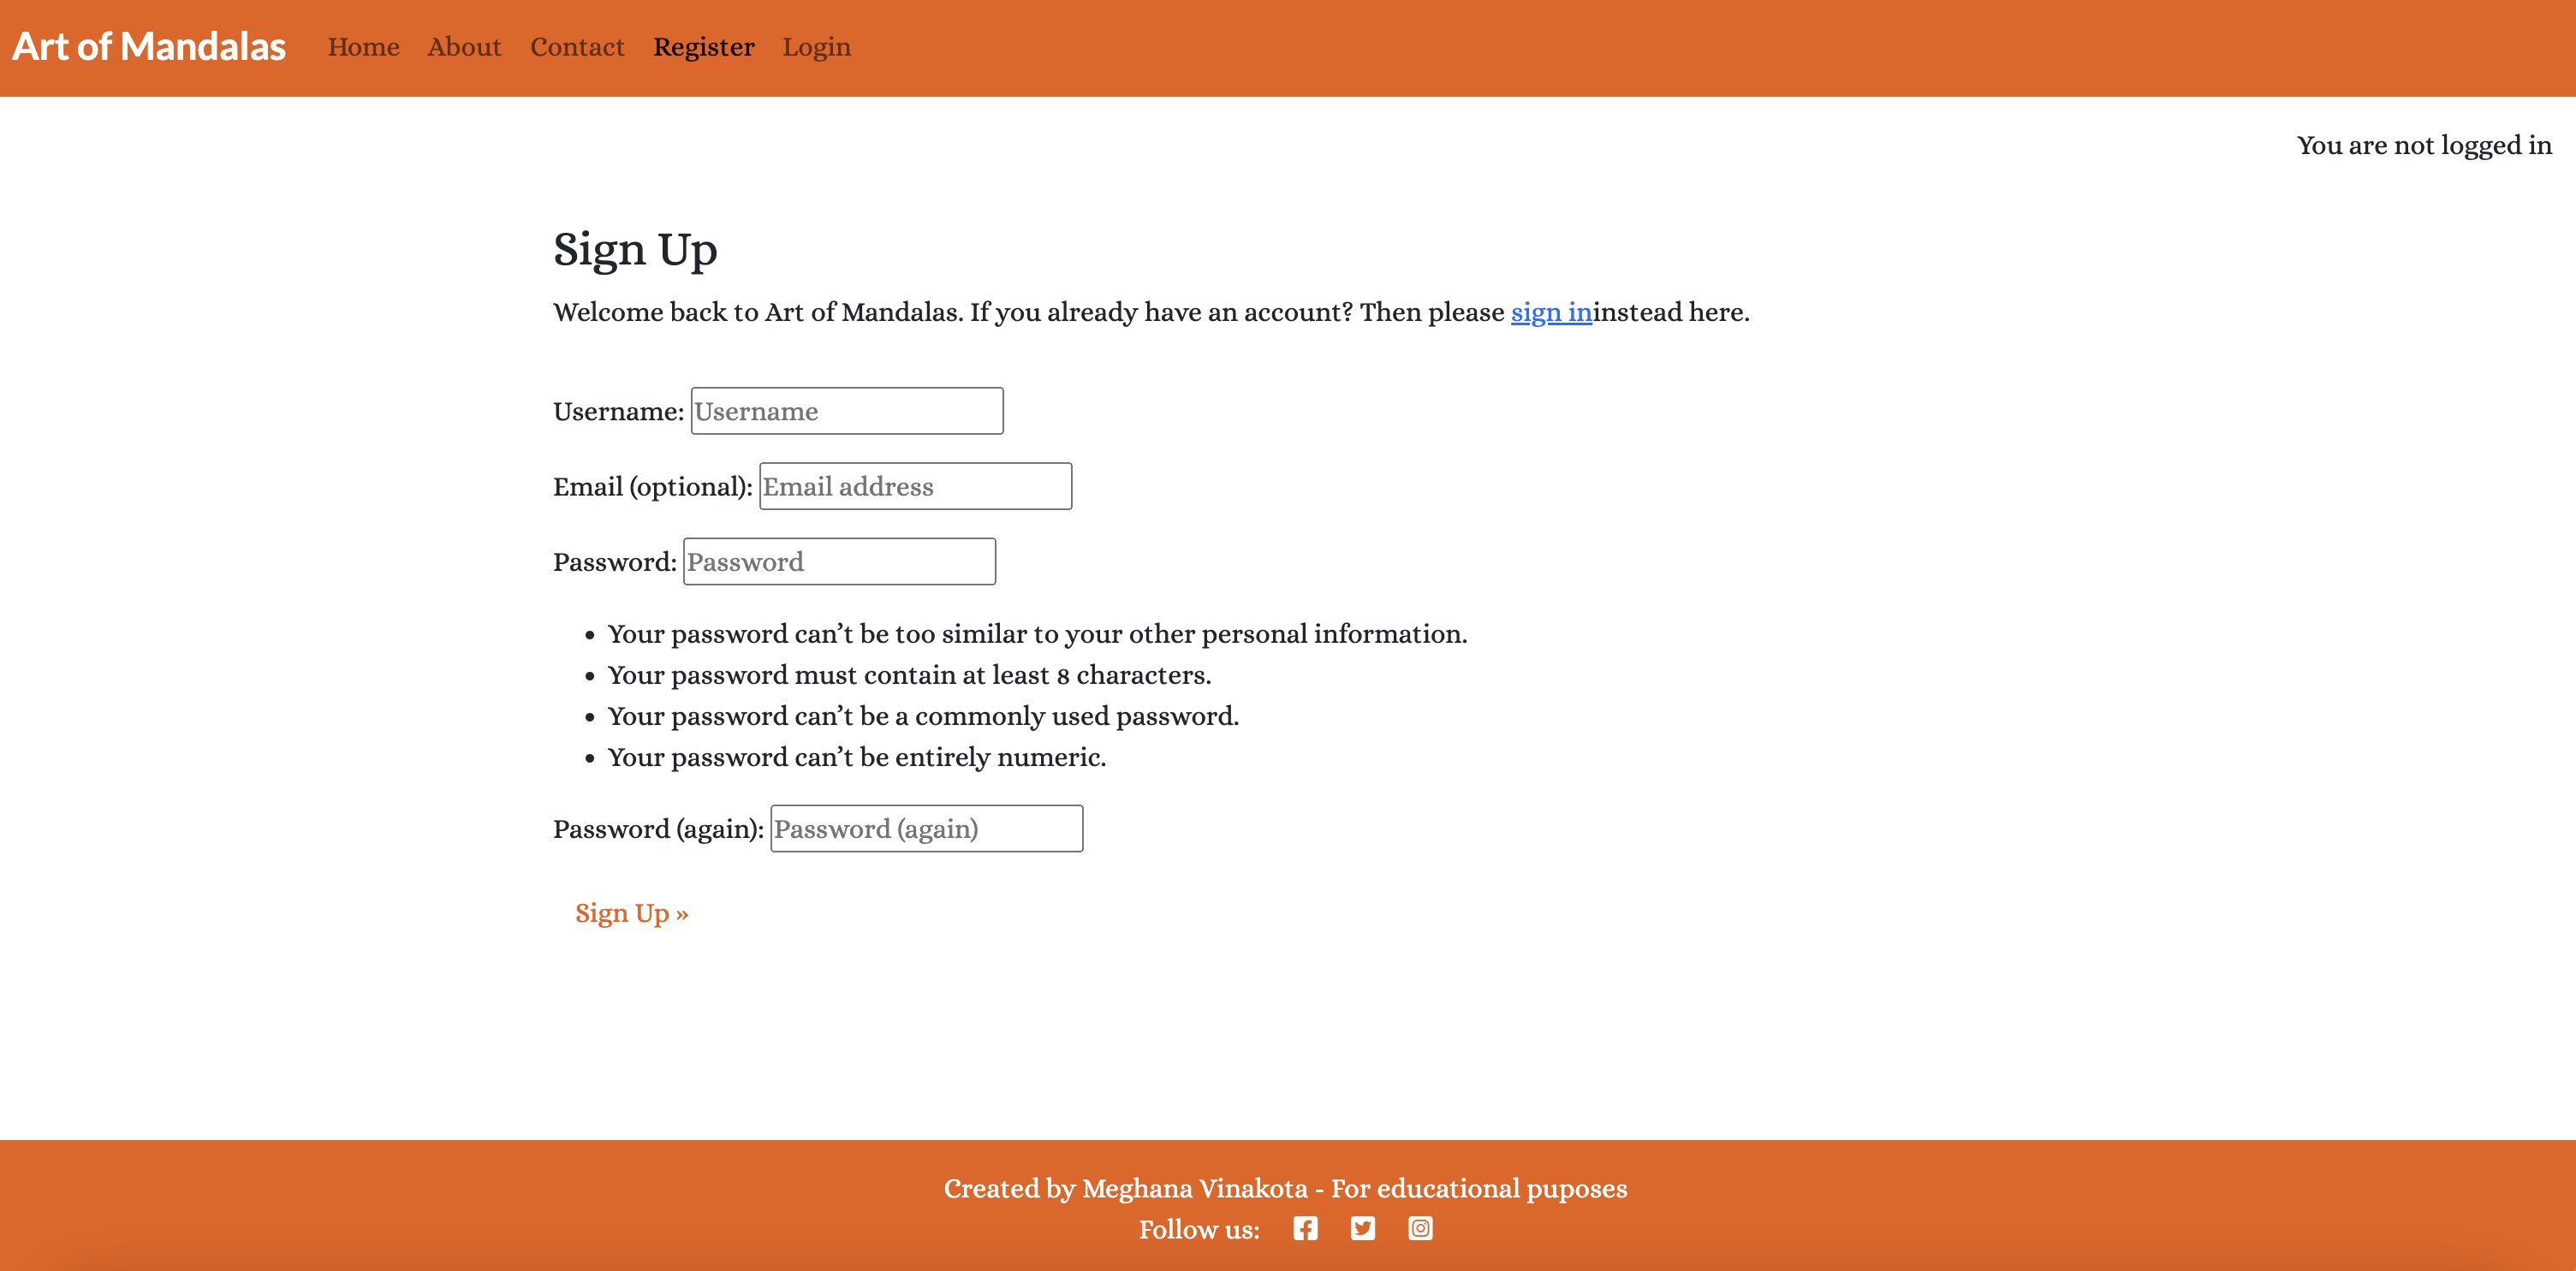 Art of Mandalas Home About Contact Register Login
You are not logged in
Sign Up
Welcome back to Art of Mandalas. If you already have an account? Then please sign ininstead here.
Username: Username
Email (optional): Email address
Password: Password
• Your password can’t be too similar to your other personal information.
• Your password must contain at least 8 characters.
• Your password can’t be a commonly used password.
• Your password can’t be entirely numeric.
Password (again): Password (again)
Sign Up »
Created by Meghana Vinakota - For educational puposes
Follow us: